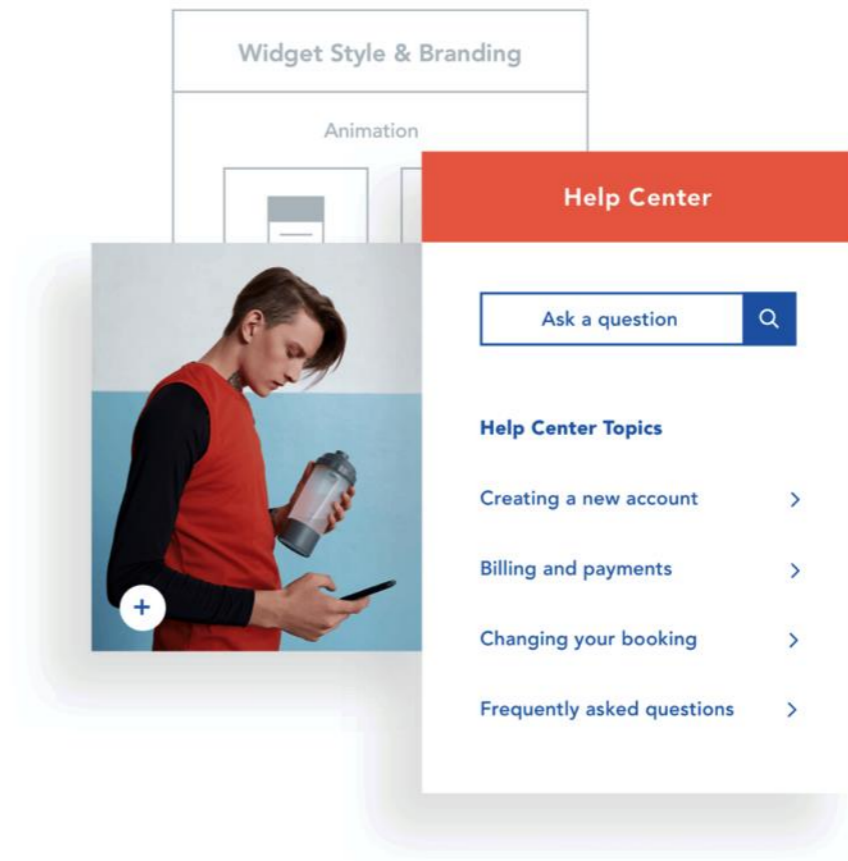 Widget Style & Branding
Animation
Help Center
Ask a question
Help Center Topics
Creating a new account
Billing and payments
Changing your booking
Frequently asked questions